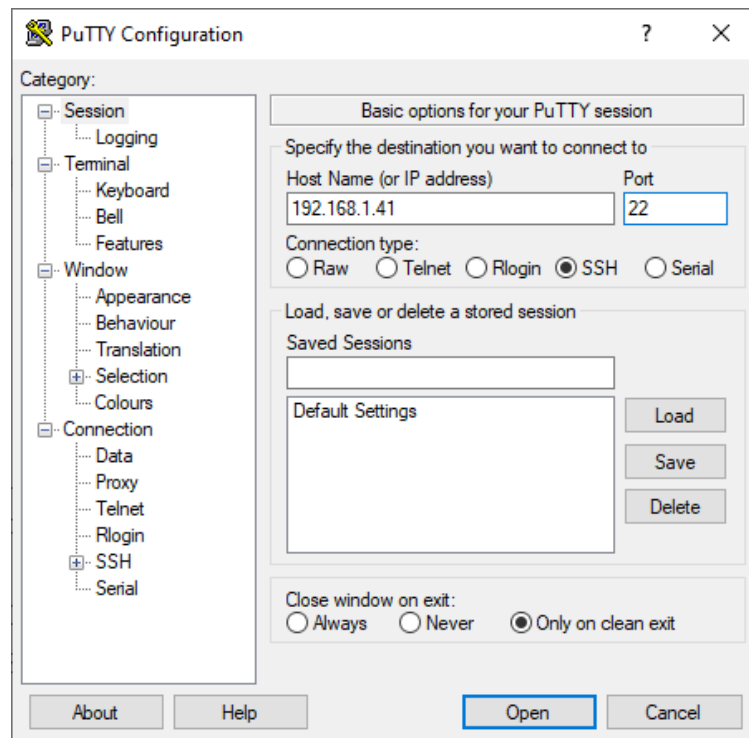 PuTTY Configuration
?
Category:
Session
Logging
Terminal
Keyboard
Bell
Features
Window
Appearance
Behaviour
Translation
Selection
Colours
Connection
Data
Proxy
Telnet
Rlogin
SSH
Serial
Basic options for your PuTTY session
Specify the destination you want to connect to
Host Name (or IP address) Port
192.168.1.41 22
Connection type:
Raw Telnet Rlogin SSH Serial
Load, save or delete a stored session
Saved Sessions
Default Settings
Load
Save
Delete
Close window on exit:
Always Never Only on clean exit
About Help Open Cancel